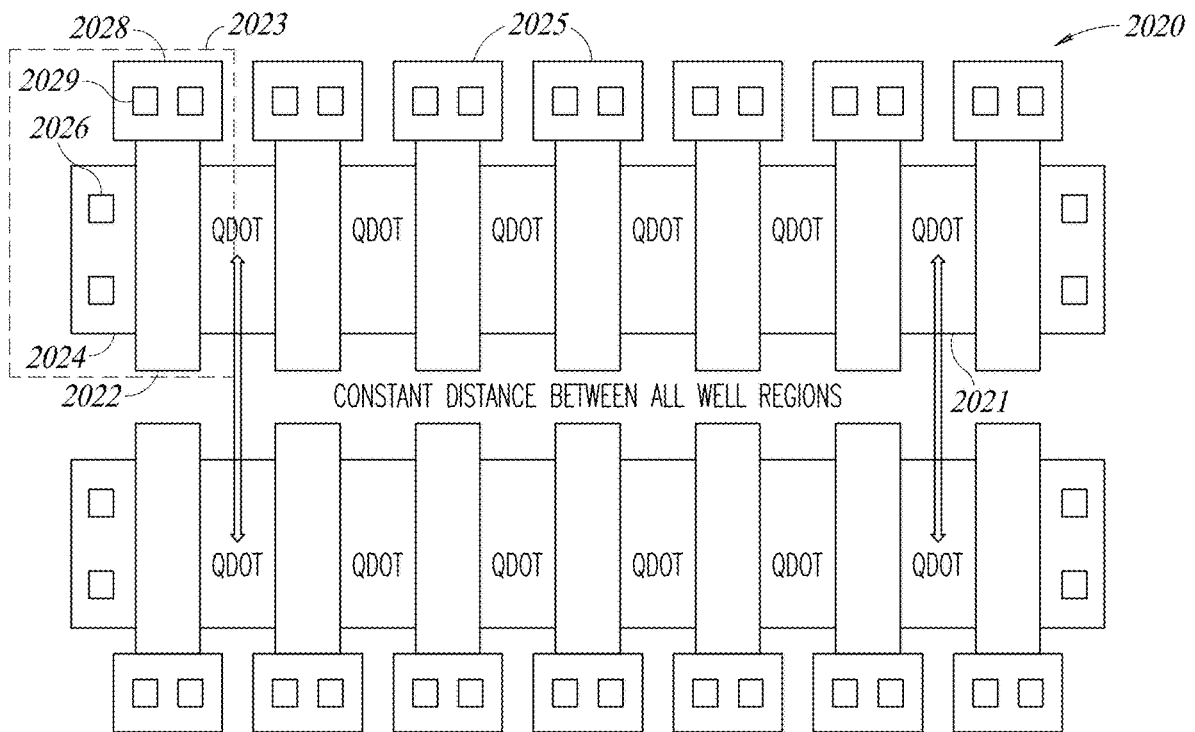 2028 2023 2025 2020
2029
2026
QDOT QDOT QDOT QDOT QDOT QDOT
2024
2022 CONSTANT DISTANCE BETWEEN ALL WELL REGIONS 2021
QDOT QDOT QDOT QDOT QDOT QDOT